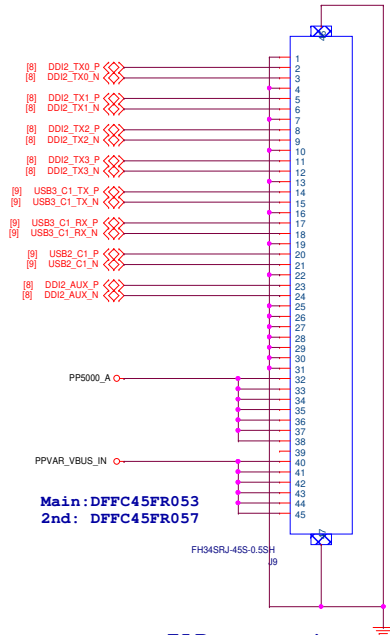 1
[8] DDI2_TX0_P 2
[8] DDI2_TX0_N 3
4
[8] DDI2_TX1_P 5
[8] DDI2_TX1_N 6
7
[8] DDI2_TX2_P 8
[8] DDI2_TX2_N 9
10
[8] DDI2_TX3_P 11
[8] DDI2_TX3_N 12
13
[9] USB3_C1_TX_P 14
[9] USB3_C1_TX_N 15
16
[9] USB3_C1_RX_P 17
[9] USB3_C1_RX_N 18
19
[9] USB2_C1_P 20
[9] USB2_C1_N 21
22
[8] DDI2_AUX_P 23
[8] DDI2_AUX_N 24
25
26
27
28
29
30
31
PP5000_A 32
33
34
35
36
37
38
39
PPVAR_VBUS_IN 40
41
42
43
44
45
Main:DFFC45FR053
2nd: DFFC45FR057
FH34SRJ-45S-0.5SH
J9